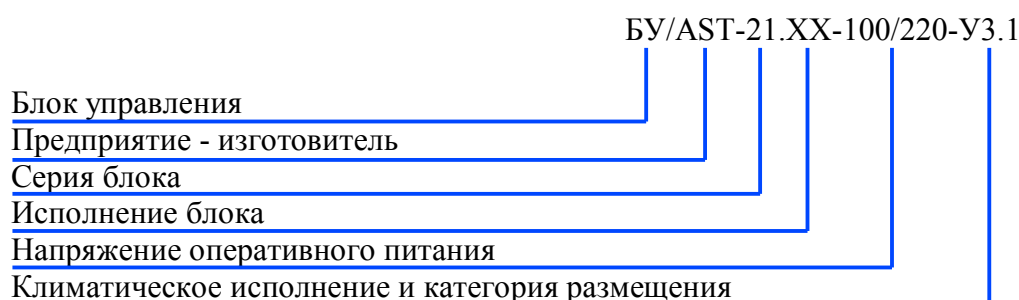 БУ/AST-21.XX-100/220-У3.1
Блок управления
Предприятие - изготовитель
Серия блока
Исполнение блока
Напряжение оперативного питания
Климатическое исполнение и категория размещения